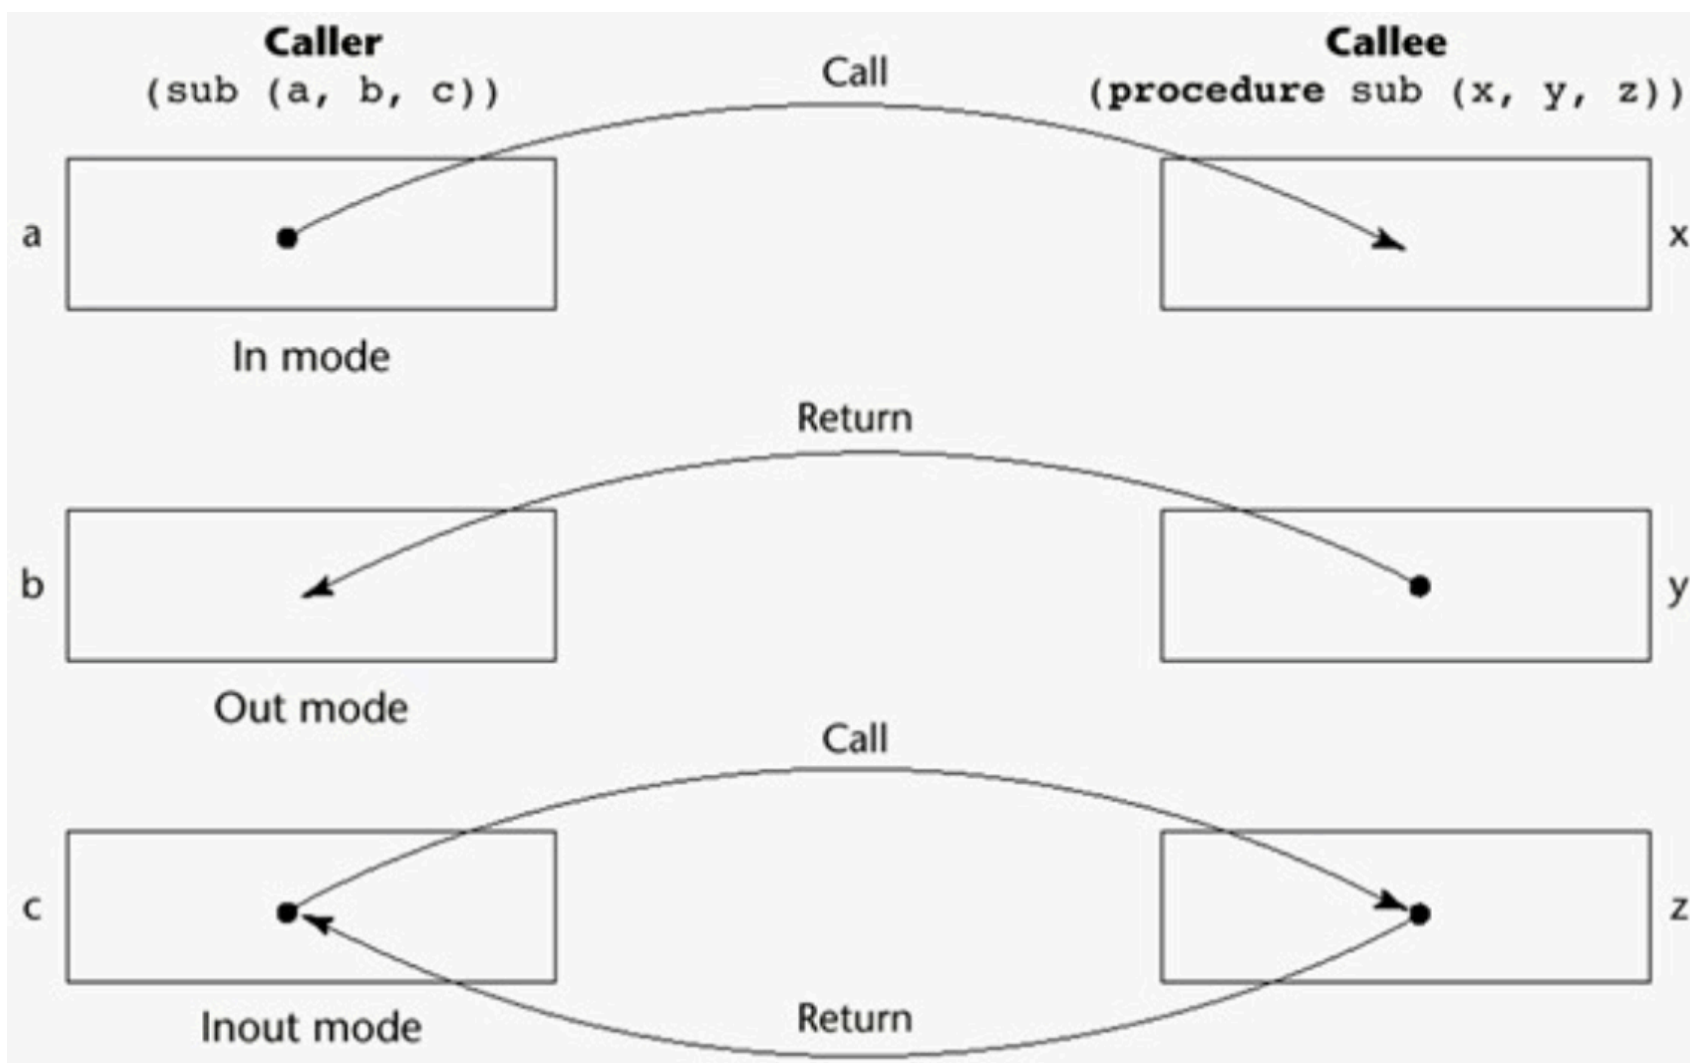 Caller
(sub (a, b, c))
Call
Callee
(procedure sub (x, y, z))
a
x
In mode
Return
b
y
Out mode
Call
c
z
Inout mode
Return